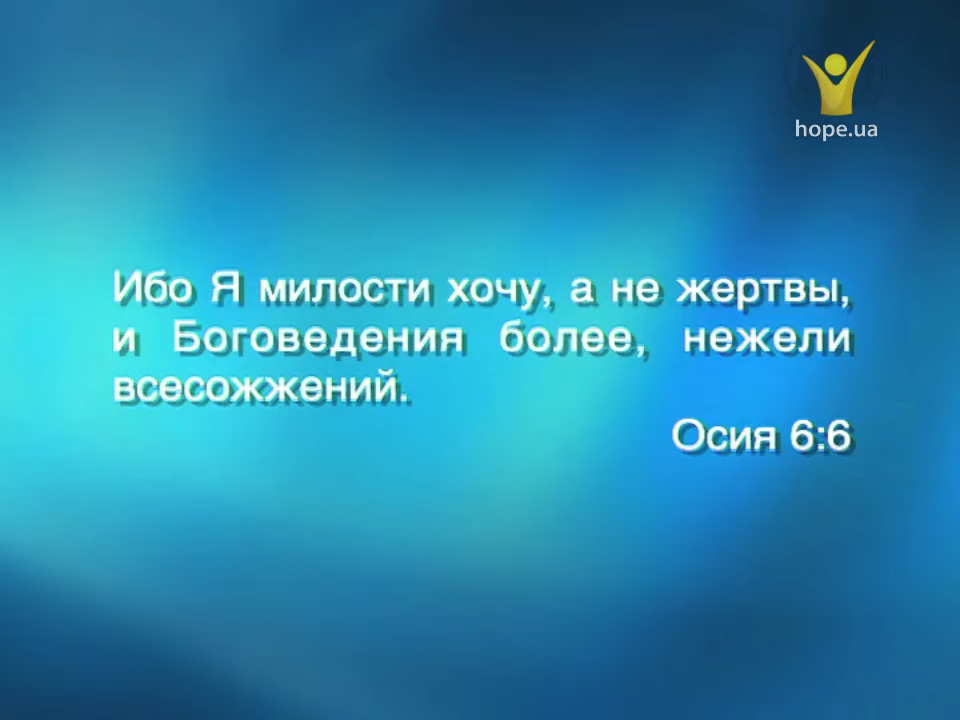 hope.ua
Ибо Я милости хочу, а не жертвы,
и Боговедения более, нежели
всесожжений.
Осия 6:6